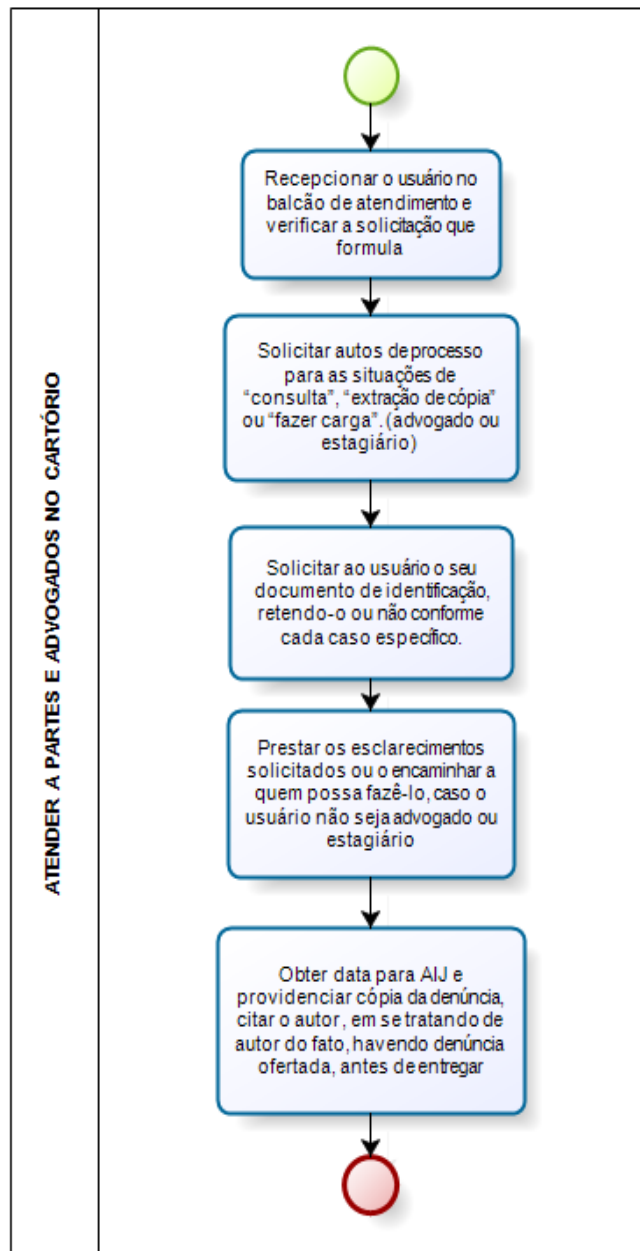 ATENDER A PARTES E ADVOGADOS NO CARTÓRIO
Recepcionar o usuário no
balcão de atendimento e
verificar a solicitação que
formula
Solicitar autos de processo
para as situações de
“consulta”, “extração de cópia”
ou “fazer carga”. (advogado ou
estagiário)
Solicitar ao usuário o seu
documento de identificação,
retendo-o ou não conforme
cada caso específico.
Prestar os esclarecimentos
solicitados ou o encaminhar a
quem possa fazê-lo, caso o
usuário não seja advogado ou
estagiário
Obter data para AIJ e
providenciar cópia da denúncia,
citar o autor, em se tratando de
autor do fato, havendo denúncia
ofertada, antes de entregar